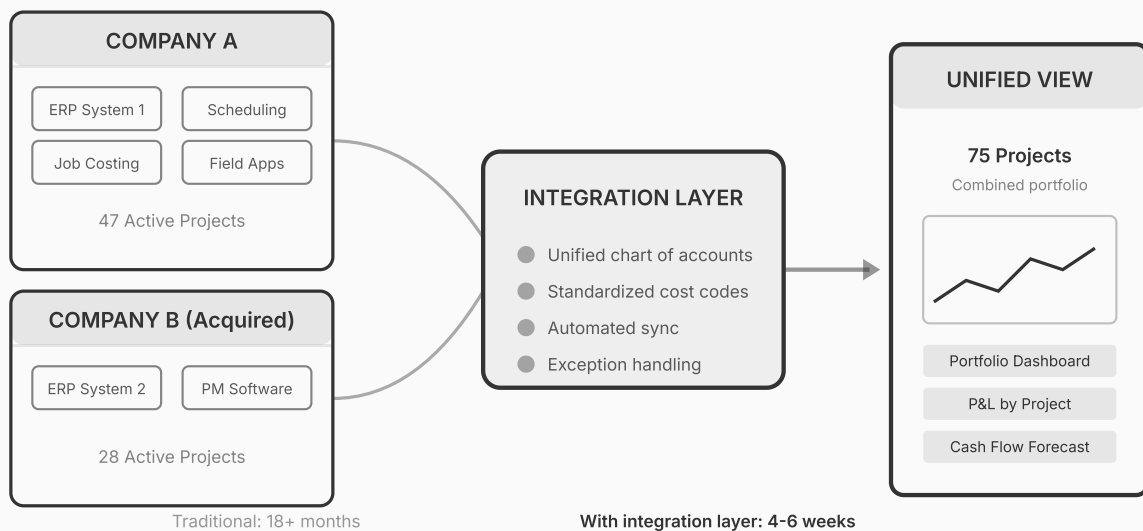 COMPANY A
ERP System 1
Scheduling
Job Costing
Field Apps
47 Active Projects
COMPANY B (Acquired)
ERP System 2
PM Software
28 Active Projects
Traditional: 18+ months
INTEGRATION LAYER
Unified chart of accounts
Standardized cost codes
Automated sync
Exception handling
With integration layer: 4-6 weeks
UNIFIED VIEW
75 Projects
Combined portfolio
Portfolio Dashboard
P&L by Project
Cash Flow Forecast